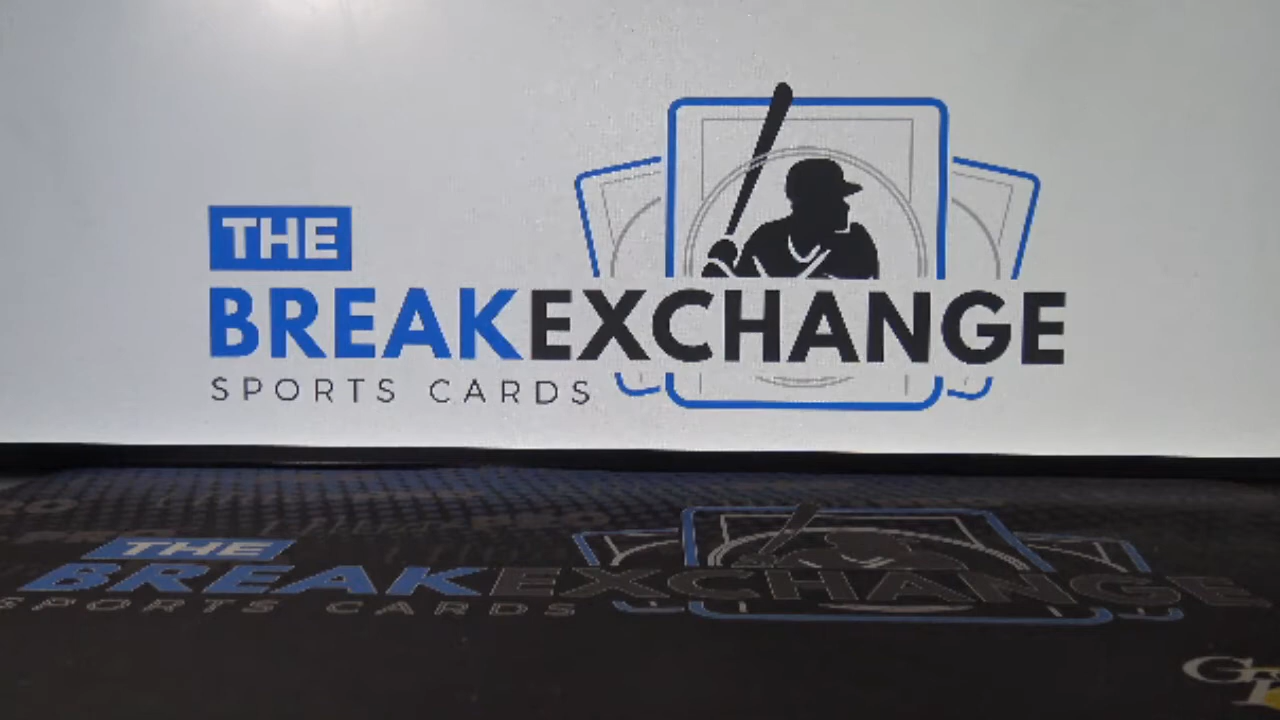 THE
BREAKEXCHANGE
SPORTS CARDS
THE
BREAKEXCHANGE
SPORTS CARDS